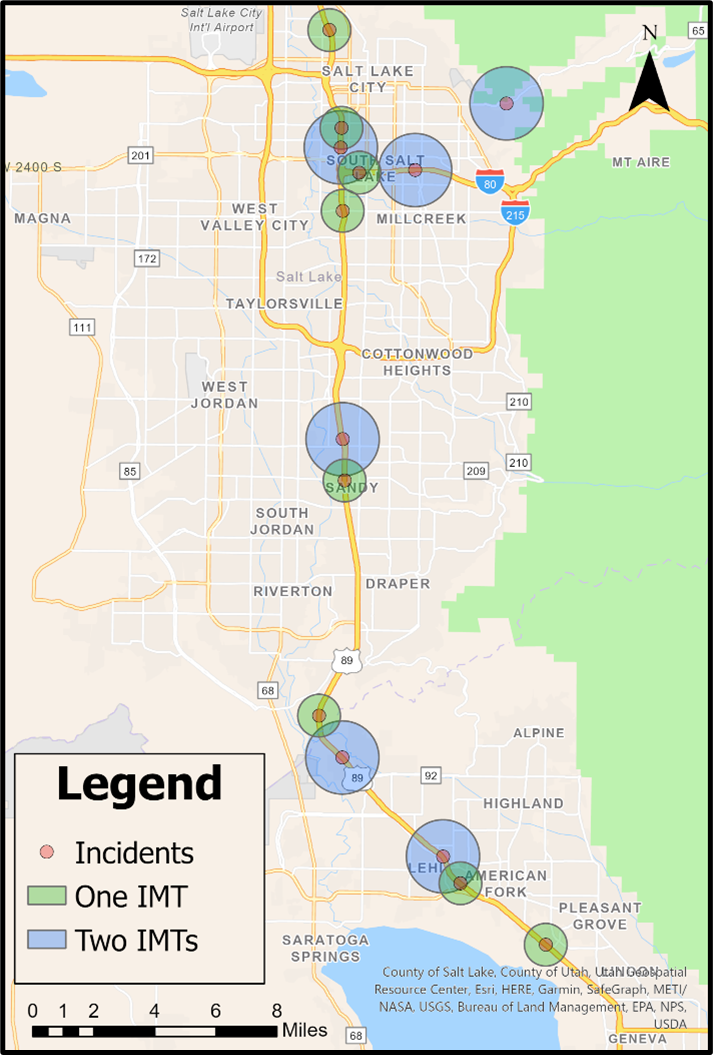 Salt Lake City
Int'l Airport
N
65
SALT LAKE
CITY
201
W 2400 S
SOUTH SALT
LAKE
MT AIRE
80
215
MAGNA
WEST
VALLEY CITY
MILLCREEK
172
Salt Lake
TAYLORSVILLE
111
COTTONWOOD
HEIGHTS
WEST
JORDAN
210
85
209
210
SANDY
SOUTH
JORDAN
RIVERTON
DRAPER
89
68
ALPINE
89
92
HIGHLAND
LEHI
AMERICAN
FORK
PLEASANT
GROVE
Legend
Incidents
One IMT
Two IMTs
SARATOGA
SPRINGS
LINDON
County of Salt Lake, County of Utah, Utah Geospatial
Resource Center, Esri, HERE, Garmin, SafeGraph, METI/
NASA, USGS, Bureau of Land Management, EPA, NPS,
USDA
0 1 2 4 6 8
Miles
68
GENEVA